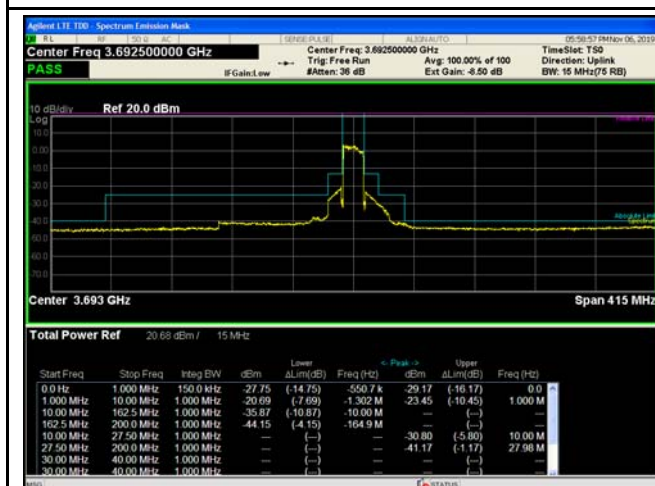 Agilent LTE TDD - Spectrum Emission Mask
RL RF 50 Ω AC SENSE:PULSE ALIGNAUTO 05:58:57 PM Nov 06, 2019
Center Freq 3.692500000 GHz Center Freq: 3.692500000 GHz TimeSlot: TS0
PASS Trig: Free Run Avg: 100.00% of 100 Direction: Uplink
IFGain:Low #Atten: 36 dB Ext Gain: -8.50 dB BW: 15 MHz(75 RB)
10 dB/div Ref 20.0 dBm
Log
10.0
0.00
Absolute Limit
Spectrum
Center 3.693 GHz Span 415 MHz
Total Power Ref 20.68 dBm / 15 MHz
Lower <- Peak -> Upper
Start Freq Stop Freq Integ BW dBm ΔLim(dB) Freq (Hz) dBm ΔLim(dB) Freq (Hz)
0.0 Hz 1.000 MHz 150.0 kHz -27.75 (-14.75) -550.7 k -29.17 (-16.17) 0.0
1.000 MHz 10.00 MHz 1.000 MHz -20.69 (-7.69) -1.302 M -23.45 (-10.45) 1.000 M
10.00 MHz 162.5 MHz 1.000 MHz -35.87 (-10.87) -10.00 M --- (---) ---
162.5 MHz 200.0 MHz 1.000 MHz -44.15 (-4.15) -164.9 M --- (---) ---
10.00 MHz 27.50 MHz 1.000 MHz --- (---) --- -30.80 (-5.80) 10.00 M
27.50 MHz 200.0 MHz 1.000 MHz --- (---) --- -41.17 (-1.17) 27.98 M
30.00 MHz 40.00 MHz 1.000 MHz --- (---) --- --- (---) ---
30.00 MHz 40.00 MHz 1.000 MHz --- (---) --- --- (---) ---
MSG STATUS